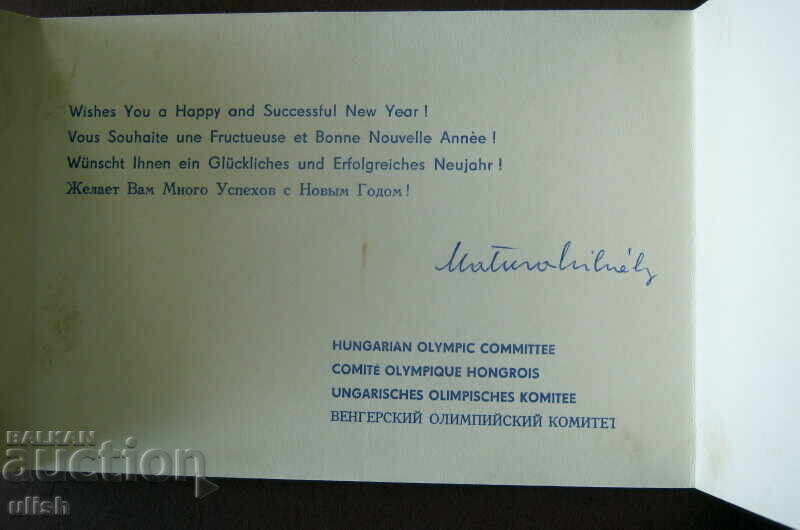 Wishes You a Happy and Successful New Year !
Vous Souhaite une Fructueuse et Bonne Nouvelle Annèe !
Wünscht Ihnen ein Glückliches und Erfolgreiches Neujahr !
Желает Вам Много Успехов с Новым Годом !
HUNGARIAN OLYMPIC COMMITTEE
COMITÉ OLYMPIQUE HONGROIS
UNGARISCHES OLIMPISCHES KOMITEE
ВЕНГЕРСКИЙ ОЛИМПИЙСКИЙ КОМИТЕТ
BALKAN
auction
ulish